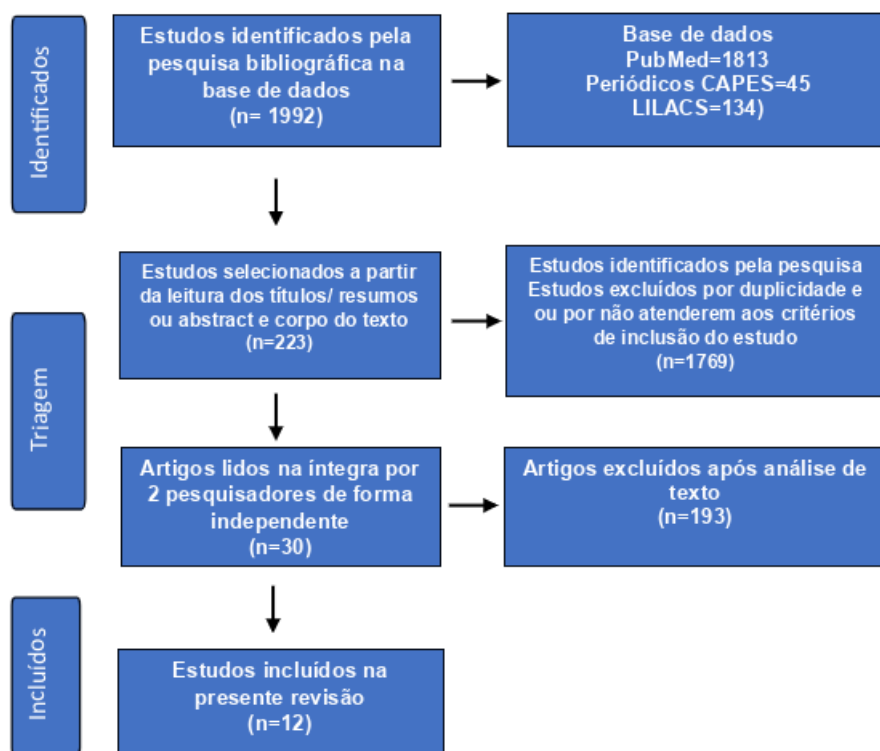 Identificados
Estudos identificados pela
pesquisa bibliográfica na
base de dados
(n= 1992)
Base de dados
PubMed=1813
Periódicos CAPES=45
LILACS=134)
Triagem
Estudos selecionados a partir
da leitura dos títulos/ resumos
ou abstract e corpo do texto
(n=223)
Estudos identificados pela pesquisa
Estudos excluídos por duplicidade e
ou por não atenderem aos critérios
de inclusão do estudo
(n=1769)
Artigos lidos na íntegra por
2 pesquisadores de forma
independente
(n=30)
Artigos excluídos após análise de
texto
(n=193)
Incluídos
Estudos incluídos na
presente revisão
(n=12)